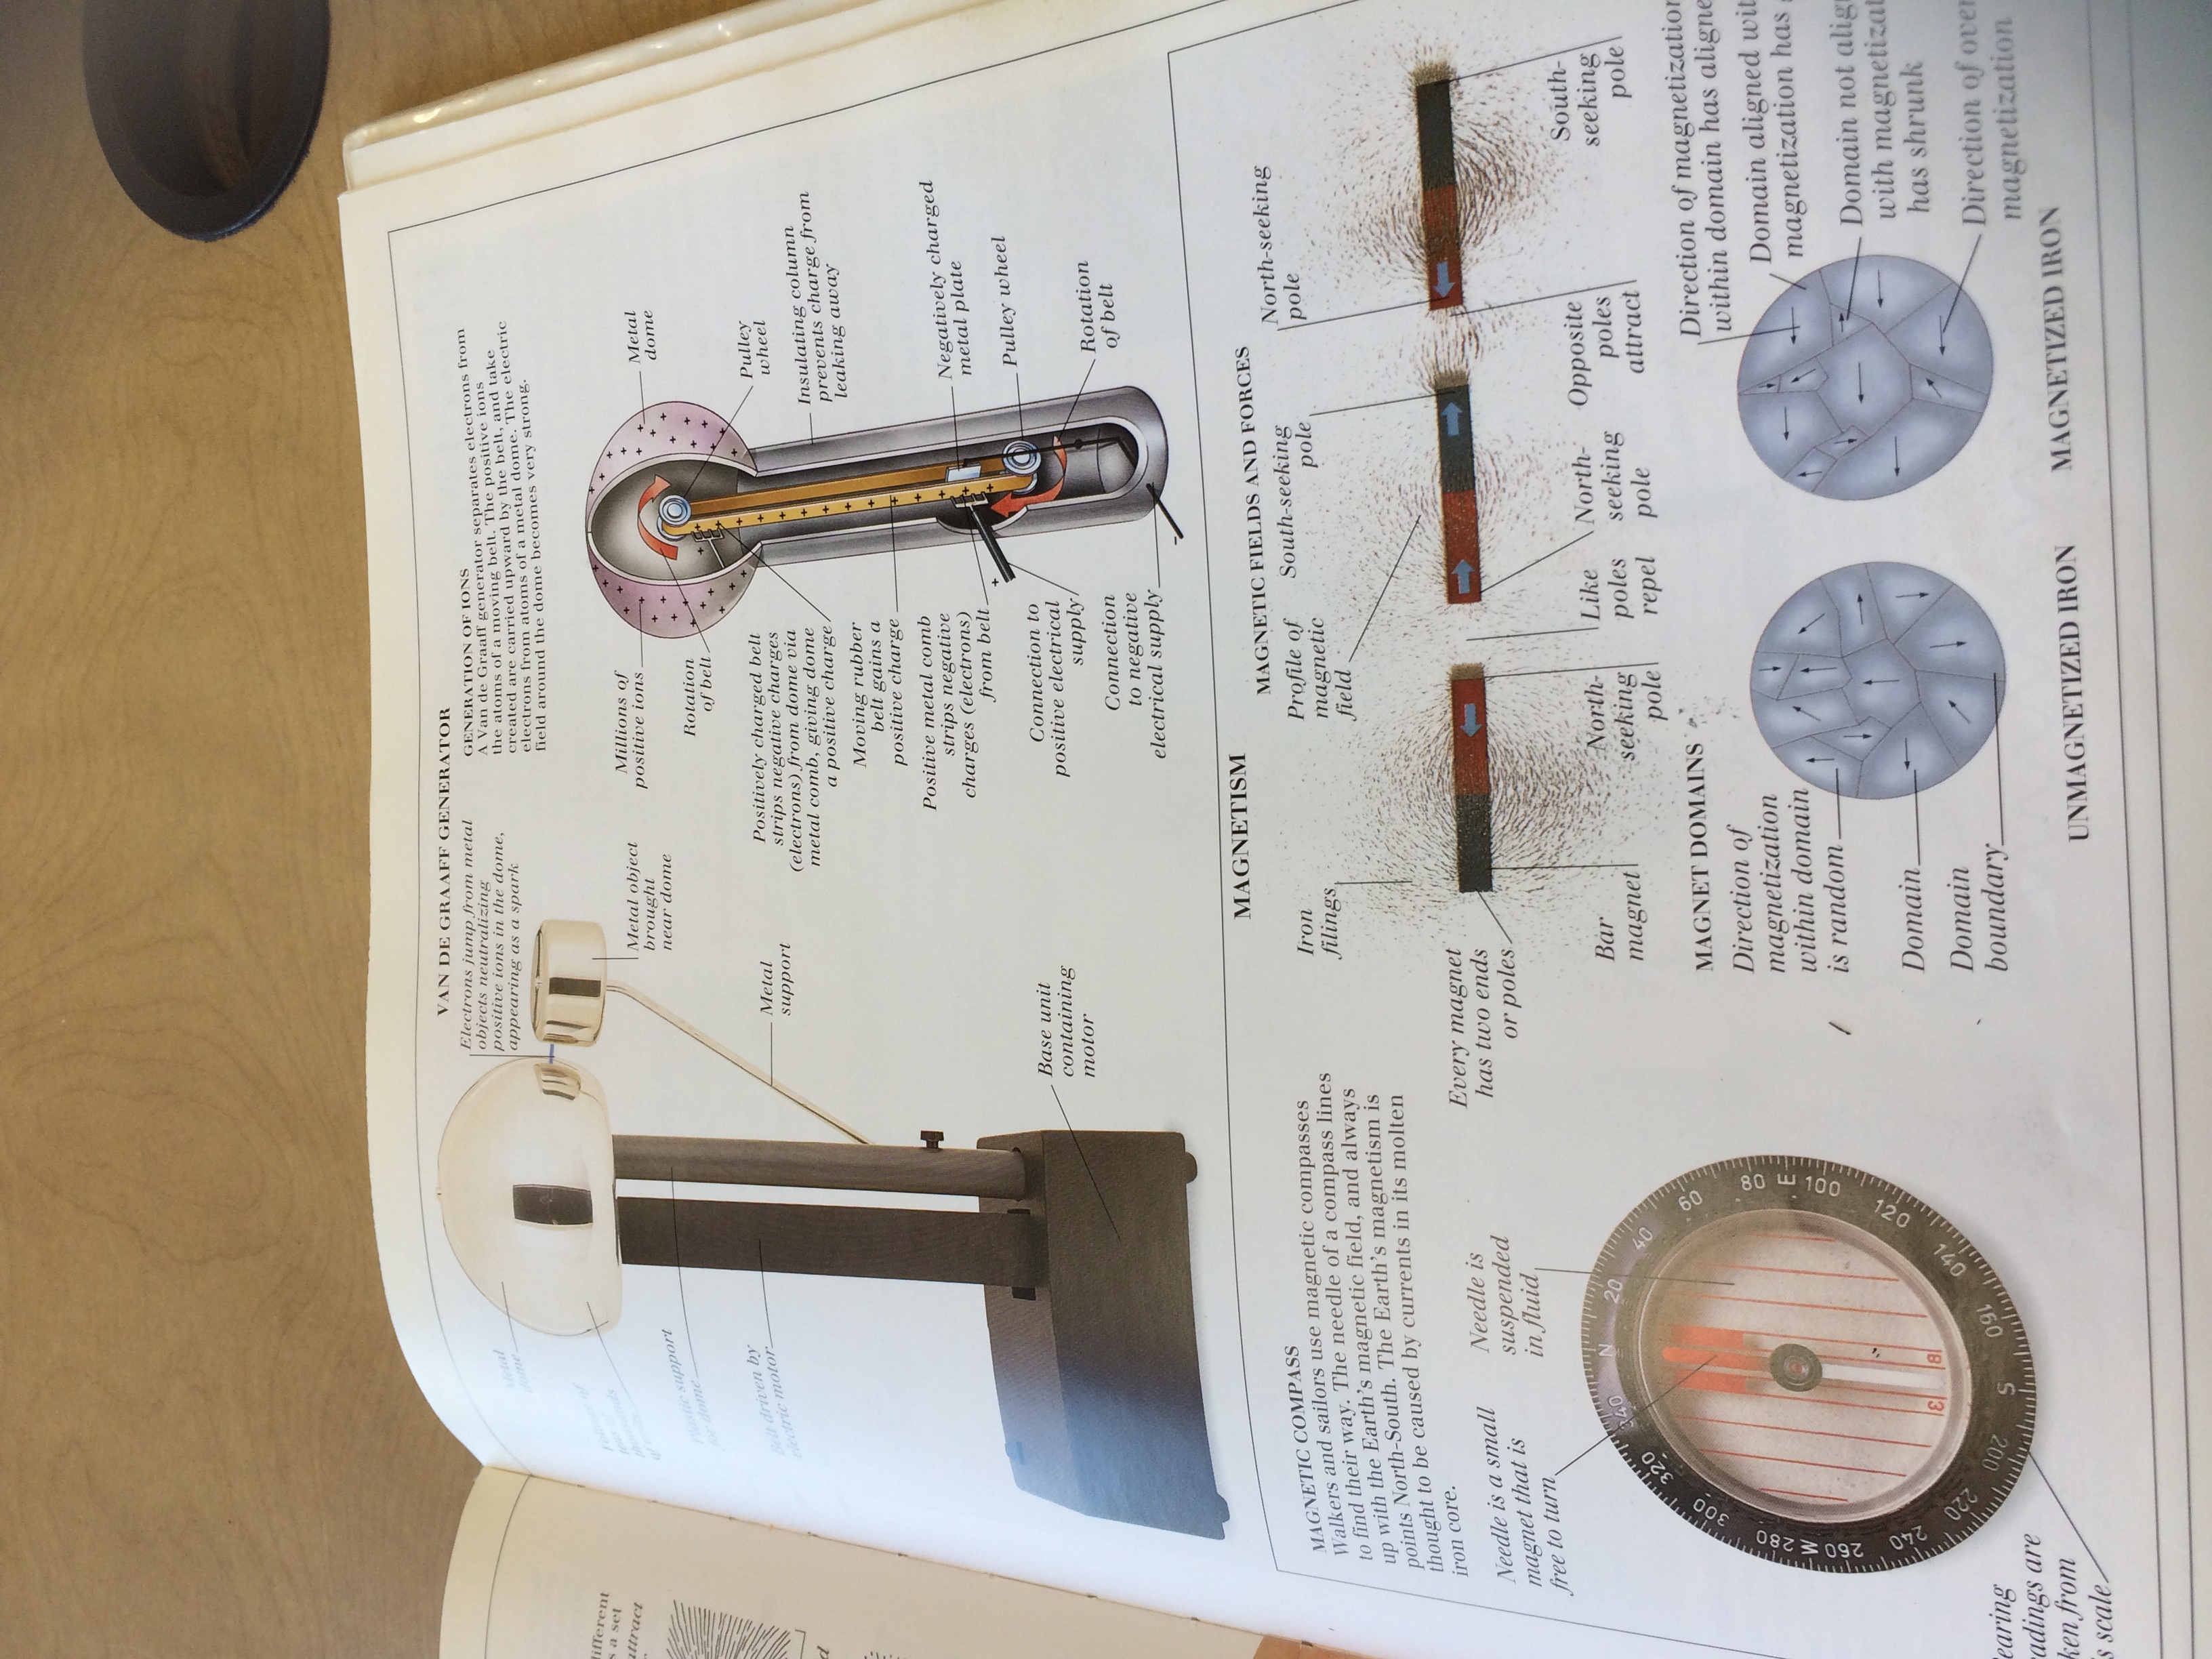 different
s a set
attract
d
VAN DE GRAAFF GENERATOR
Metal
dome
Voltage of
tens of
thousands
of volts
Plastic support
for dome
Belt driven by
electric motor
Electrons jump from metal
objects neutralizing
positive ions in the dome,
appearing as a spark
Metal object
brought
near dome
Metal
support
Base unit
containing
motor
GENERATION OF IONS
A Van de Graaff generator separates electrons from
the atoms of a moving belt. The positive ions
created are carried upward by the belt, and take
electrons from atoms of a metal dome. The electric
field around the dome becomes very strong.
Millions of
positive ions
Rotation
of belt
Positively charged belt
strips negative charges
(electrons) from dome via
metal comb, giving dome
a positive charge
Moving rubber
belt gains a
positive charge
Positive metal comb
strips negative
charges (electrons)
from belt
Connection to
positive electrical
supply
Connection
to negative
electrical supply
Metal
dome
Pulley
wheel
Insulating column
prevents charge from
leaking away
Negatively charged
metal plate
Pulley wheel
Rotation
of belt
MAGNETISM
MAGNETIC COMPASS
Walkers and sailors use magnetic compasses
to find their way. The needle of a compass lines
up with the Earth's magnetic field, and always
points North-South. The Earth's magnetism is
thought to be caused by currents in its molten
iron core.
Needle is a small
magnet that is
free to turn
Needle is
suspended
in fluid
N 20 40 60 80 E 100 120 140 160 S 200 220 240 260 W 280 300 320 340
3 8
earing
adings are
ken from
s scale
MAGNETIC FIELDS AND FORCES
Iron
filings
Profile of
magnetic
field
South-seeking
pole
North-seeking
pole
Every magnet
has two ends
or poles
Bar
magnet
North-
seeking
pole
Like
poles
repel
North-
seeking
pole
Opposite
poles
attract
South-
seeking
pole
MAGNET DOMAINS
Direction of
magnetization
within domain
is random
Domain
Domain
boundary
UNMAGNETIZED IRON
Direction of magnetization
within domain has aligne
Domain aligned wit
magnetization has
Domain not alig
with magnetizat
has shrunk
Direction of over
magnetization
MAGNETIZED IRON